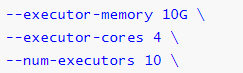 --executor-memory 10G \
--executor-cores 4 \
--num-executors 10 \